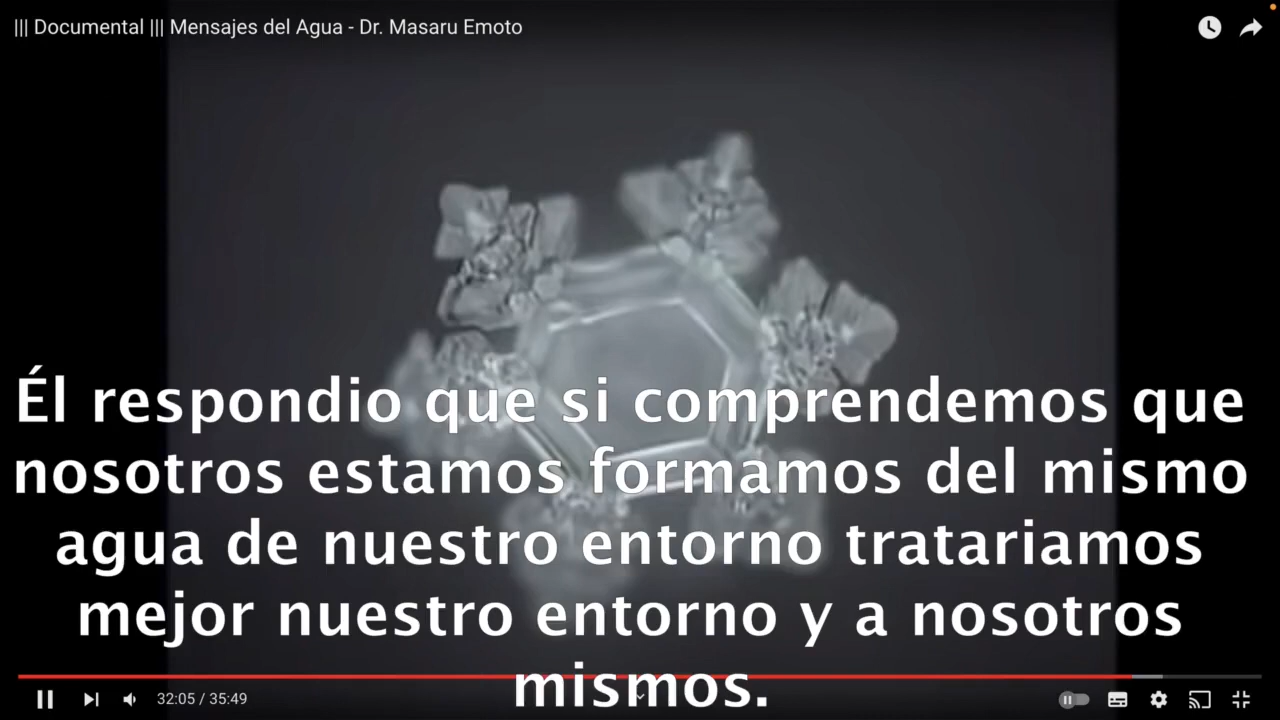 ||| Documental ||| Mensajes del Agua - Dr. Masaru Emoto
Él respondio que si comprendemos que
nosotros estamos formamos del mismo
agua de nuestro entorno tratariamos
mejor nuestro entorno y a nosotros
mismos.
32:05 / 35:49